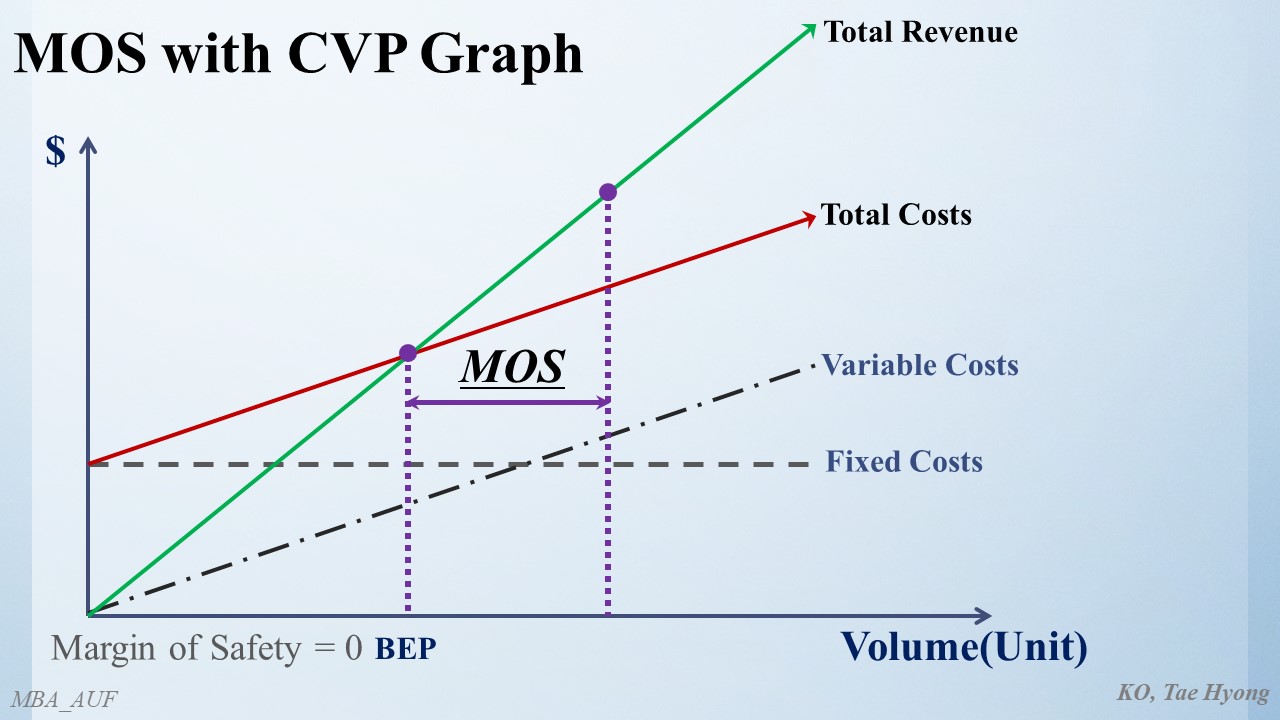 MOS with CVP Graph
Total Revenue
$
Total Costs
MOS
Variable Costs
Fixed Costs
Margin of Safety = 0 BEP
Volume(Unit)
MBA_AUF
KO, Tae Hyong